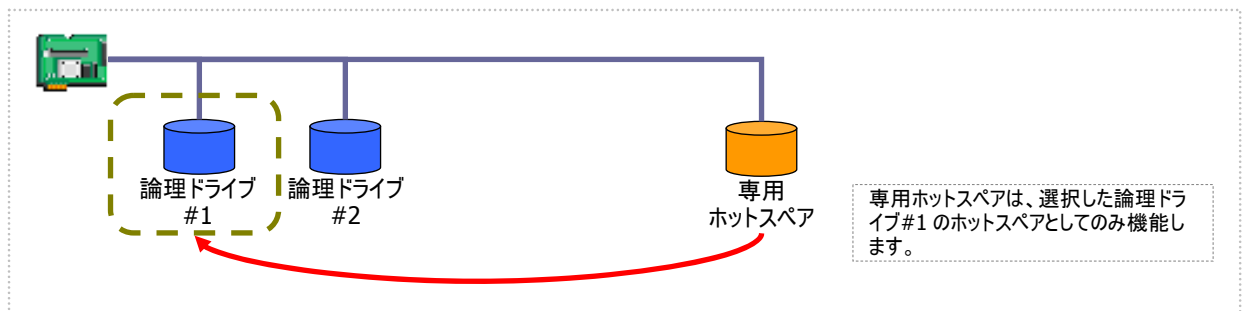 論理ドライブ
#1
論理ドライブ
#2
専用
ホットスペア
専用ホットスペアは、選択した論理ドラ
イブ#1 のホットスペアとしてのみ機能し
ます。